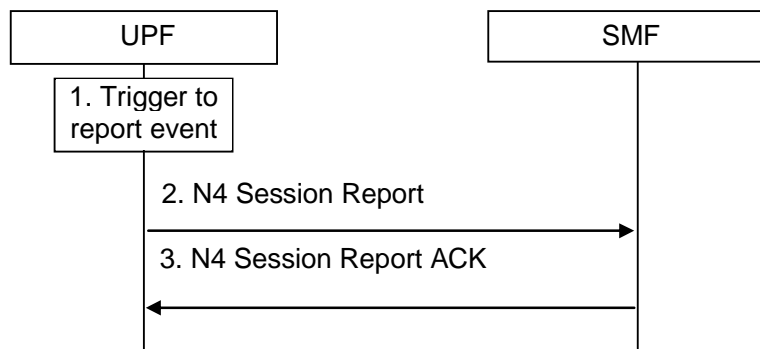 UPF
SMF
1. Trigger to
report event
2. N4 Session Report
3. N4 Session Report ACK